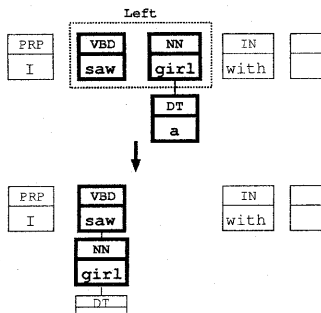 Left
PRP VBD NN IN
I saw girl with
DT
a
PRP VBD IN
I saw with
NN
girl
DT